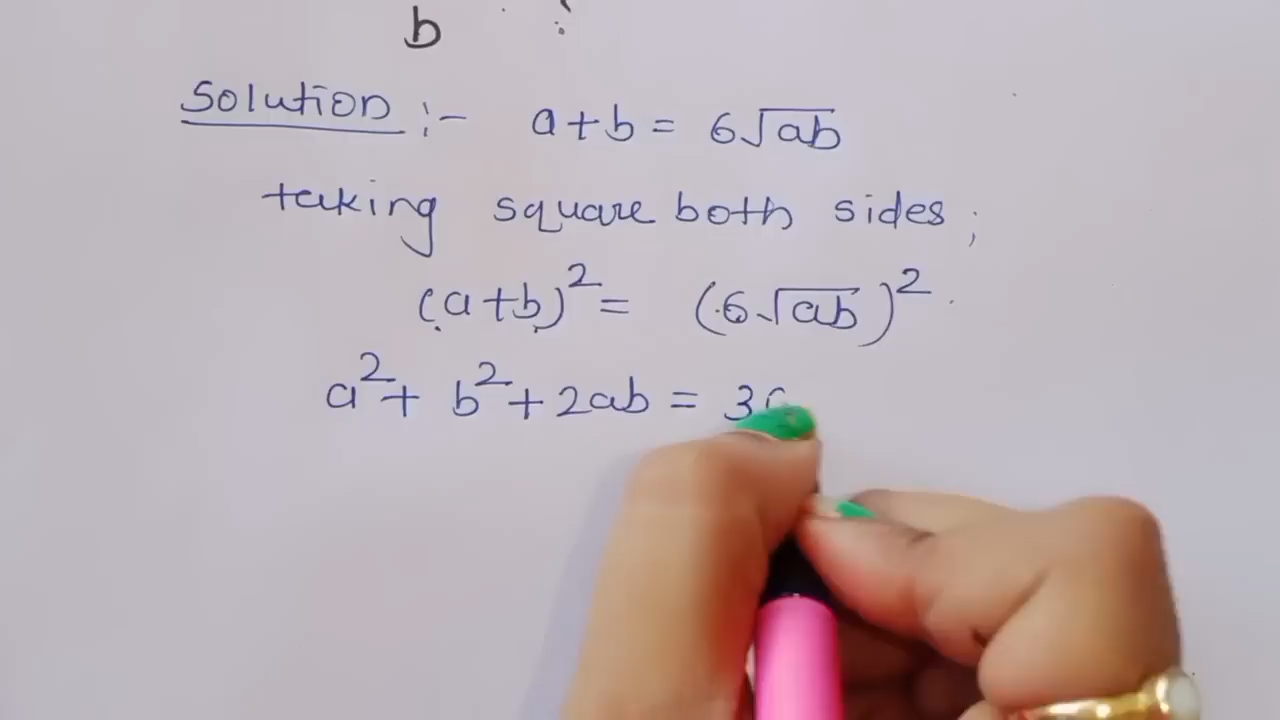 b
Solution :- a+b = 6√ab
taking square both sides;
(a+b)² = (6√ab)²
a² + b² + 2ab = 3